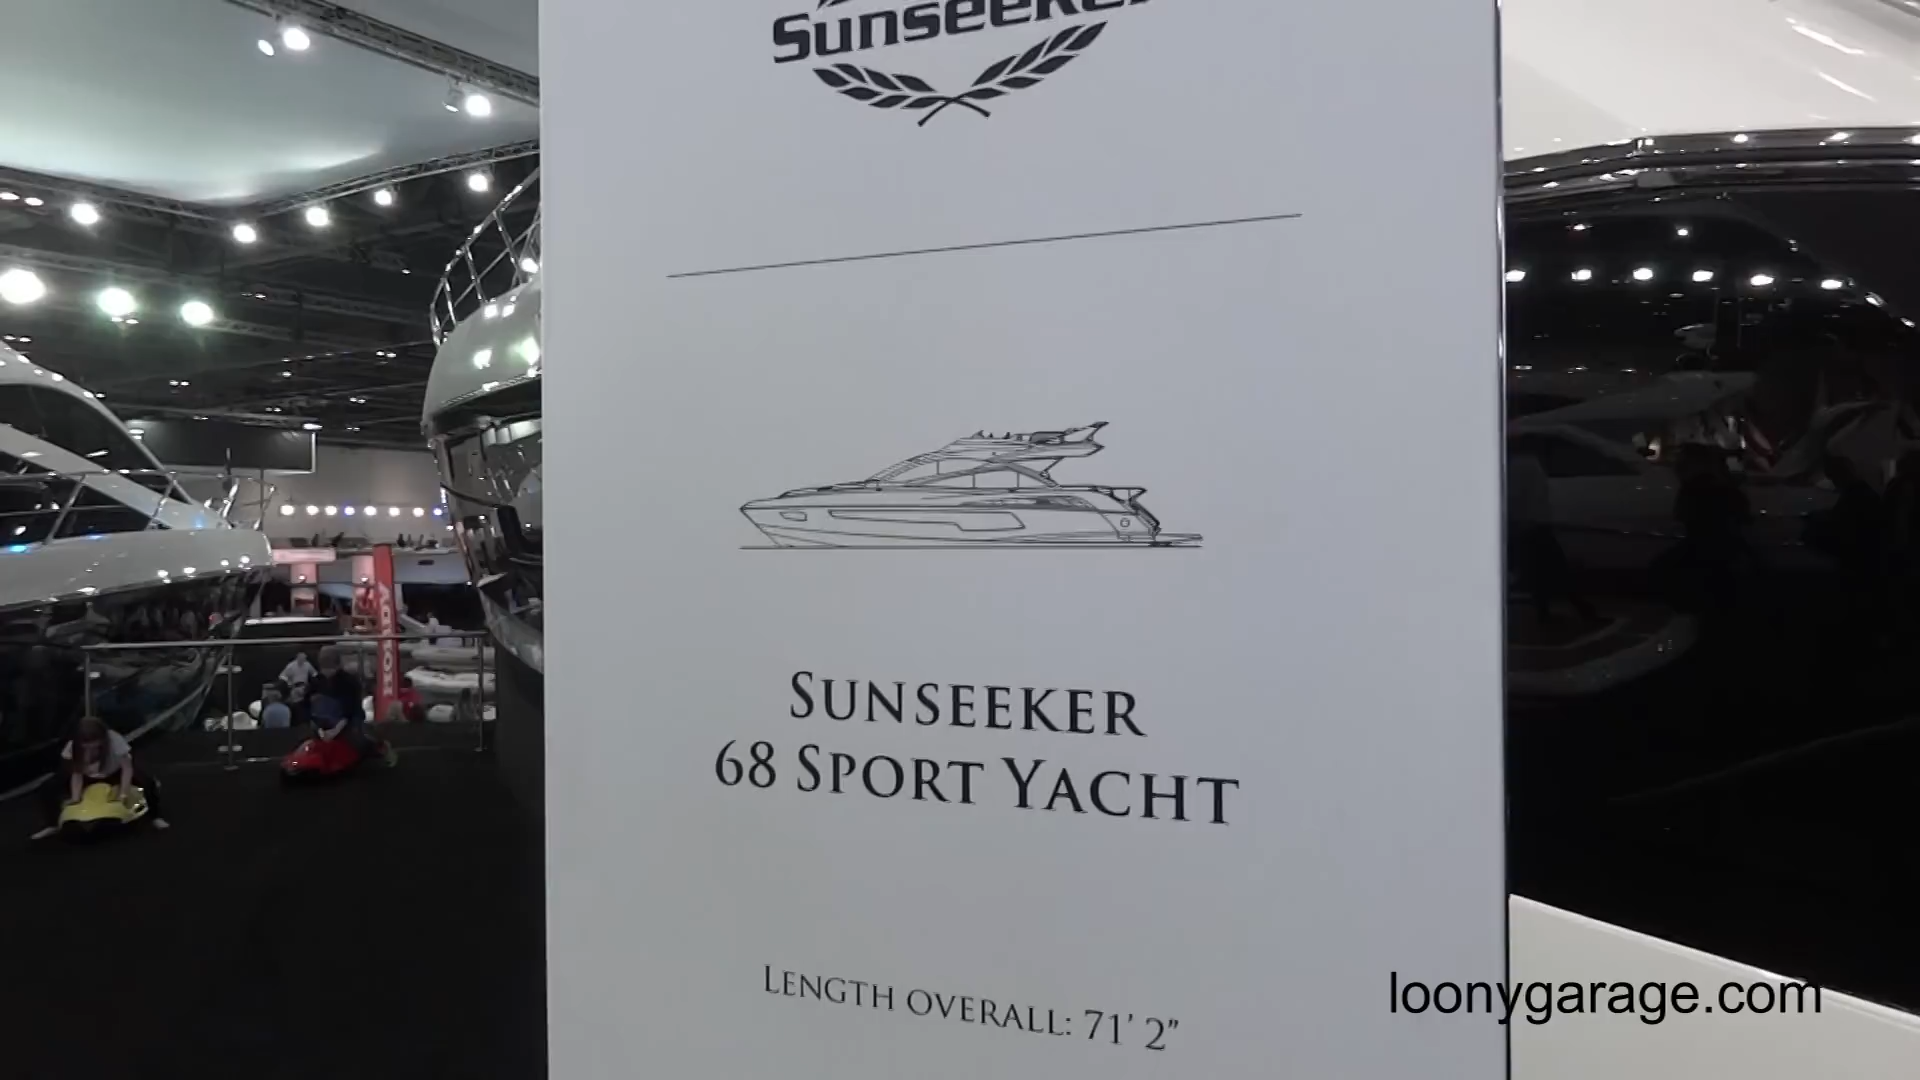 Sunseeker
SUNSEEKER
68 SPORT YACHT
LENGTH OVERALL: 71' 2"
loonygarage.com